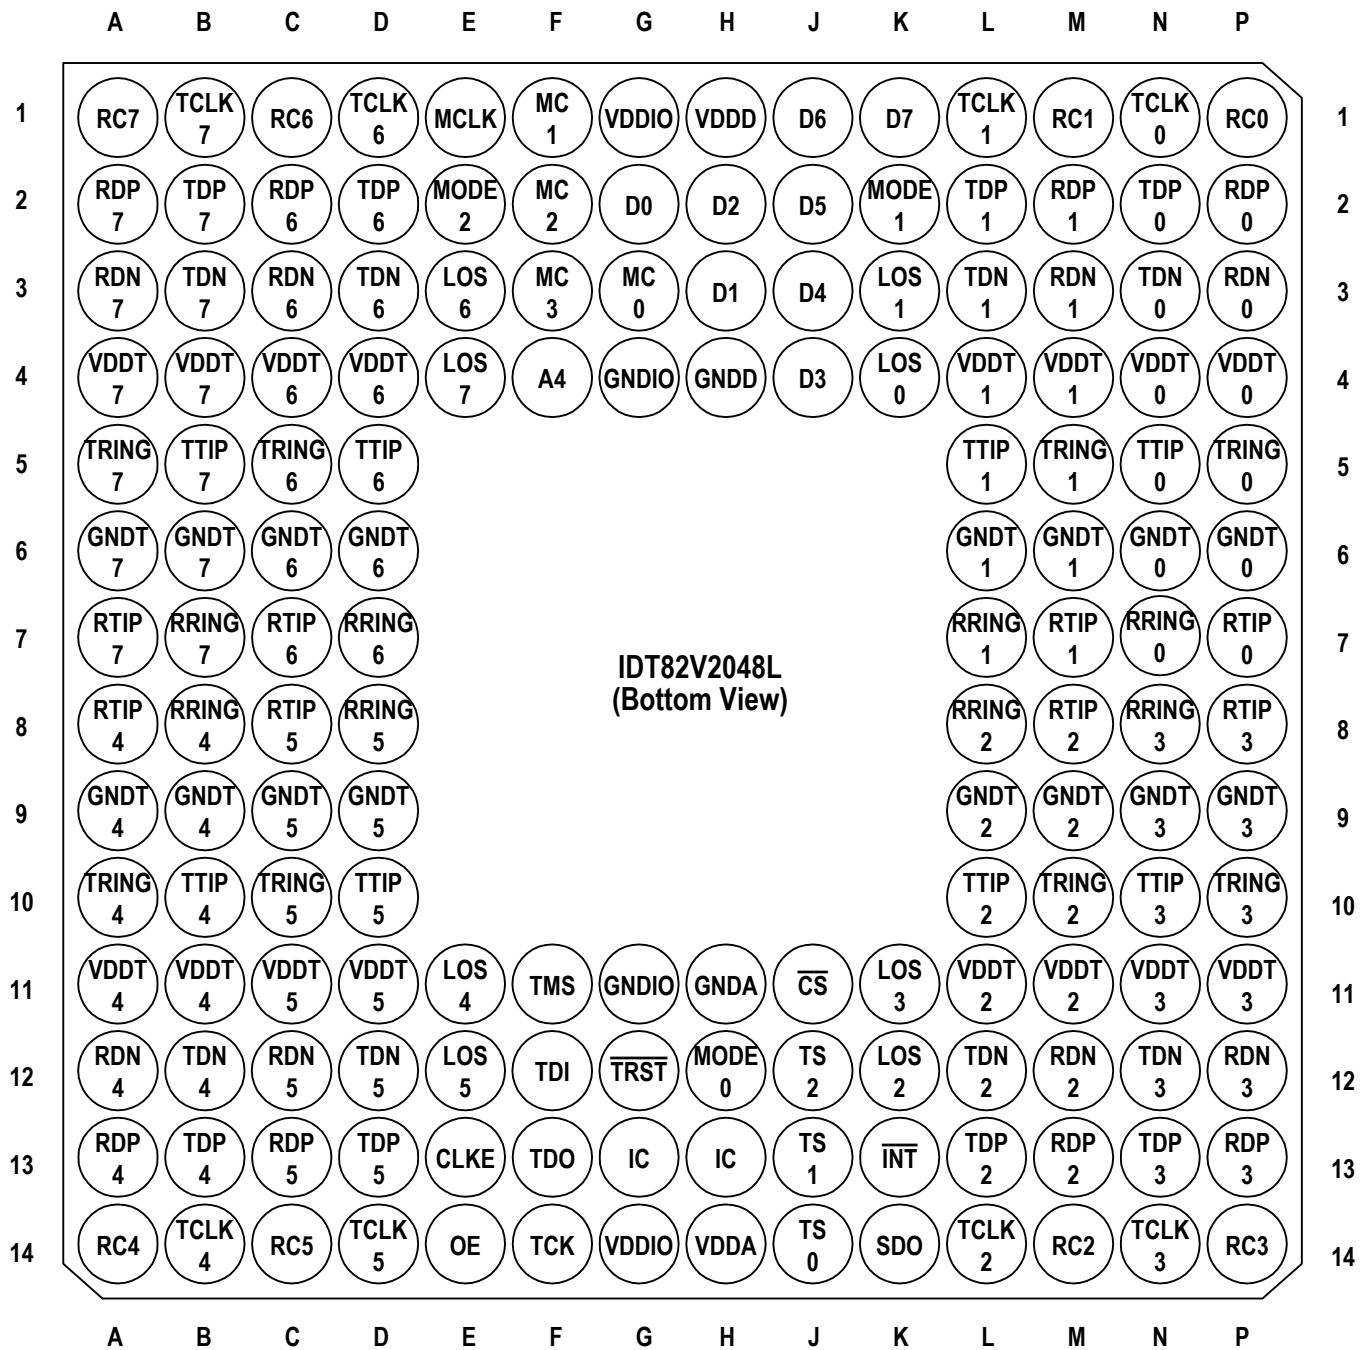 A B C D E F G H J K L M N P
1 RC7 TCLK 7 RC6 TCLK 6 MCLK MC 1 VDDIO VDDD D6 D7 TCLK 1 RC1 TCLK 0 RC0 1
2 RDP 7 TDP 7 RDP 6 TDP 6 MODE 2 MC 2 D0 D2 D5 MODE 1 TDP 1 RDP 1 TDP 0 RDP 0 2
3 RDN 7 TDN 7 RDN 6 TDN 6 LOS 6 MC 3 MC 0 D1 D4 LOS 1 TDN 1 RDN 1 TDN 0 RDN 0 3
4 VDDT 7 VDDT 7 VDDT 6 VDDT 6 LOS 7 A4 GNDIO GNDD D3 LOS 0 VDDT 1 VDDT 1 VDDT 0 VDDT 0 4
5 TRING 7 TTIP 7 TRING 6 TTIP 6 TTIP 1 TRING 1 TTIP 0 TRING 0 5
6 GNDT 7 GNDT 7 GNDT 6 GNDT 6 GNDT 1 GNDT 1 GNDT 0 GNDT 0 6
7 RTIP 7 RRING 7 RTIP 6 RRING 6 RRING 1 RTIP 1 RRING 0 RTIP 0 7
IDT82V2048L
(Bottom View)
8 RTIP 4 RRING 4 RTIP 5 RRING 5 RRING 2 RTIP 2 RRING 3 RTIP 3 8
9 GNDT 4 GNDT 4 GNDT 5 GNDT 5 GNDT 2 GNDT 2 GNDT 3 GNDT 3 9
10 TRING 4 TTIP 4 TRING 5 TTIP 5 TTIP 2 TRING 2 TTIP 3 TRING 3 10
11 VDDT 4 VDDT 4 VDDT 5 VDDT 5 LOS 4 TMS GNDIO GNDA C̅S̅ LOS 3 VDDT 2 VDDT 2 VDDT 3 VDDT 3 11
12 RDN 4 TDN 4 RDN 5 TDN 5 LOS 5 TDI T̅R̅S̅T̅ MODE 0 TS 2 LOS 2 TDN 2 RDN 2 TDN 3 RDN 3 12
13 RDP 4 TDP 4 RDP 5 TDP 5 CLKE TDO IC IC TS 1 I̅N̅T̅ TDP 2 RDP 2 TDP 3 RDP 3 13
14 RC4 TCLK 4 RC5 TCLK 5 OE TCK VDDIO VDDA TS 0 SDO TCLK 2 RC2 TCLK 3 RC3 14
A B C D E F G H J K L M N P